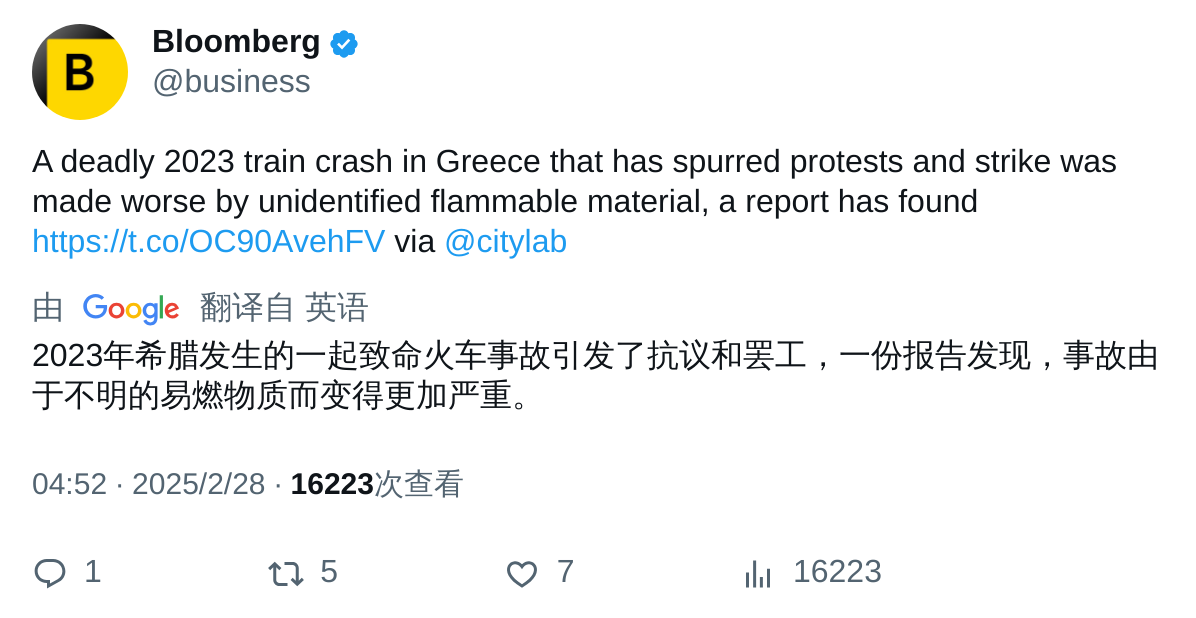 B
Bloomberg
@business
A deadly 2023 train crash in Greece that has spurred protests and strike was
made worse by unidentified flammable material, a report has found
https://t.co/OC90AvehFV via @citylab
由 Google 翻译自 英语
2023年希腊发生的一起致命火车事故引发了抗议和罢工，一份报告发现，事故由
于不明的易燃物质而变得更加严重。
04:52 · 2025/2/28 · 16223次查看
1 5 7 16223